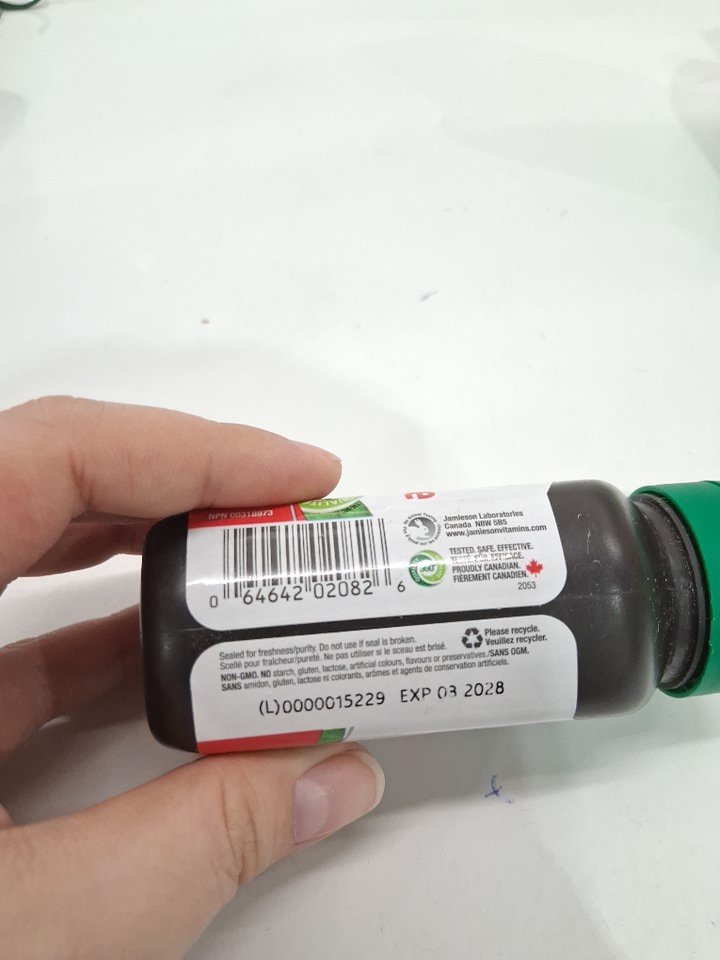 NPN 00318973
0 64642 02082 6
Jamieson Laboratories
Canada N8W 5B5
www.jamiesonvitamins.com
360°
TESTED. SAFE. EFFECTIVE.
TESTÉ. SÛR. EFFICACE.
PROUDLY CANADIAN.
FIÈREMENT CANADIEN.
2053
Sealed for freshness/purity. Do not use if seal is broken.
Scellé pour fraîcheur/pureté. Ne pas utiliser si le sceau est brisé.
Please recycle.
Veuillez recycler.
NON-GMO. NO starch, gluten, lactose, artificial colours, flavours or preservatives./SANS OGM.
SANS amidon, gluten, lactose ni colorants, arômes et agents de conservation artificiels.
(L)0000015229 EXP 03 2028